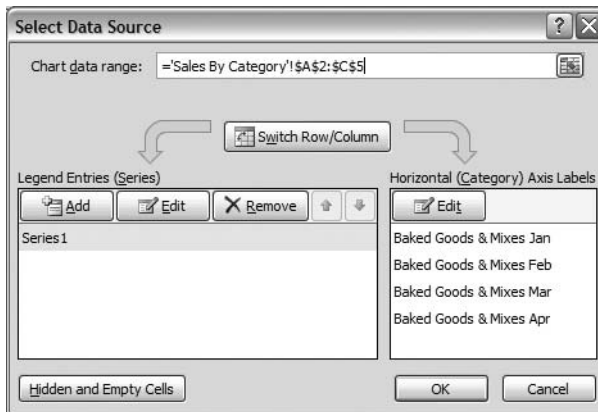 Select Data Source
Chart data range: ='Sales By Category'!$A$2:$C$5
Switch Row/Column
Legend Entries (Series)
Add Edit Remove
Series1
Horizontal (Category) Axis Labels
Edit
Baked Goods & Mixes Jan
Baked Goods & Mixes Feb
Baked Goods & Mixes Mar
Baked Goods & Mixes Apr
Hidden and Empty Cells
OK Cancel